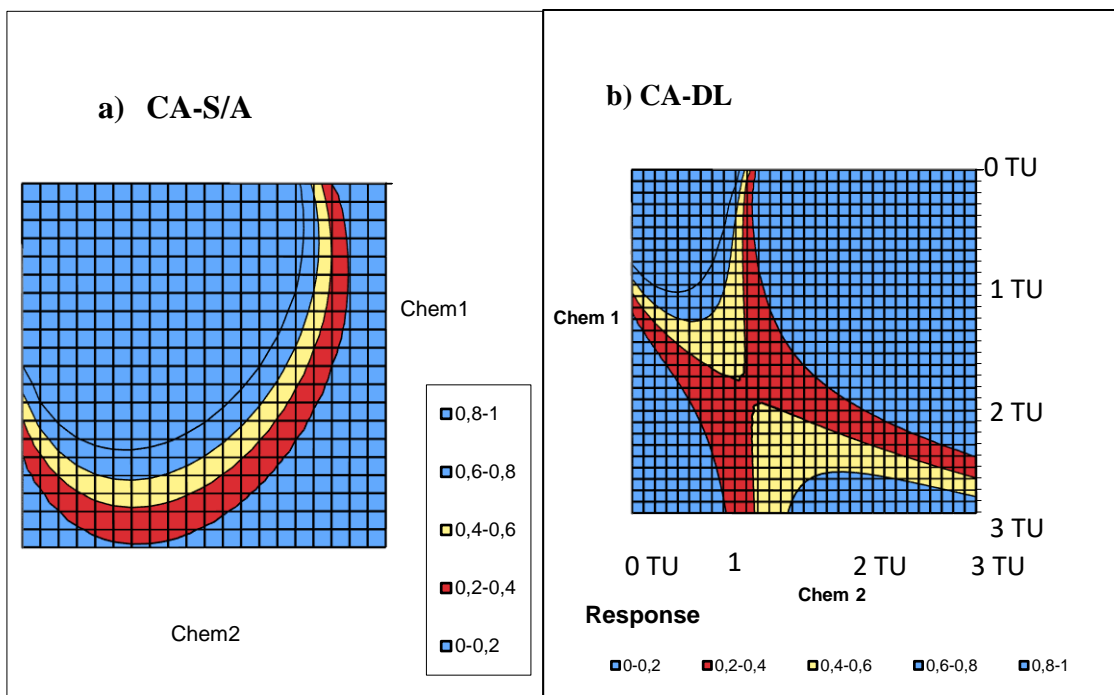 a) CA-S/A
Chem1
0,8-1
0,6-0,8
0,4-0,6
0,2-0,4
0-0,2
Chem2
b) CA-DL
0 TU
1 TU
Chem 1
2 TU
3 TU
0 TU 1 2 TU 3 TU
Chem 2
Response
0-0,2 0,2-0,4 0,4-0,6 0,6-0,8 0,8-1